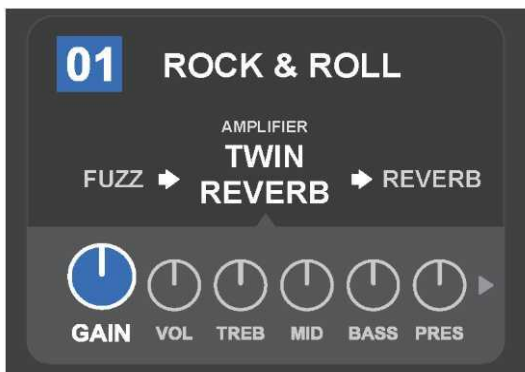 01 ROCK & ROLL
AMPLIFIER
TWIN
FUZZ REVERB REVERB
GAIN VOL TREB MID BASS PRES